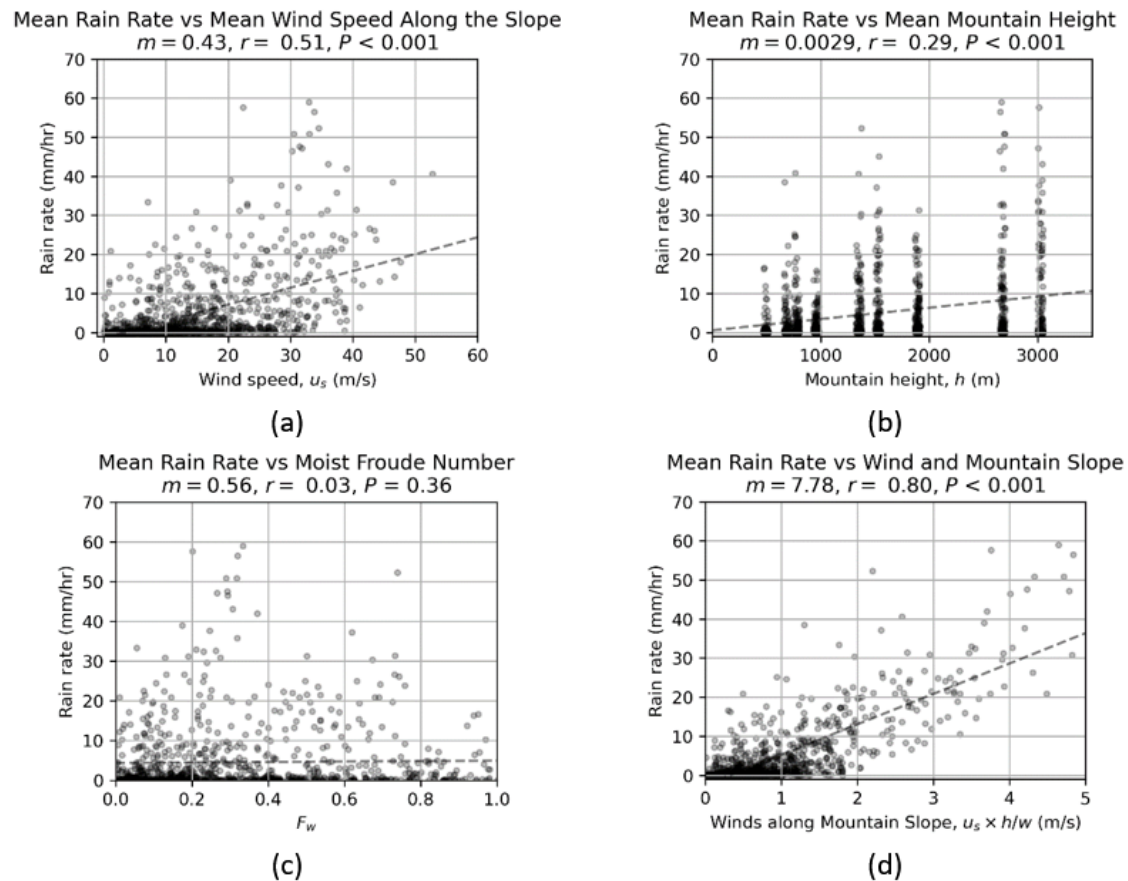 Mean Rain Rate vs Mean Wind Speed Along the Slope
m = 0.43, r = 0.51, P < 0.001
70
60
50
40
30
20
10
0
Rain rate (mm/hr)
0 10 20 30 40 50 60
Wind speed, u_s (m/s)
(a)
Mean Rain Rate vs Mean Mountain Height
m = 0.0029, r = 0.29, P < 0.001
70
60
50
40
30
20
10
0
Rain rate (mm/hr)
0 1000 2000 3000
Mountain height, h (m)
(b)
Mean Rain Rate vs Moist Froude Number
m = 0.56, r = 0.03, P = 0.36
70
60
50
40
30
20
10
0
Rain rate (mm/hr)
0.0 0.2 0.4 0.6 0.8 1.0
F_w
(c)
Mean Rain Rate vs Wind and Mountain Slope
m = 7.78, r = 0.80, P < 0.001
70
60
50
40
30
20
10
0
Rain rate (mm/hr)
0 1 2 3 4 5
Winds along Mountain Slope, u_s × h/w (m/s)
(d)